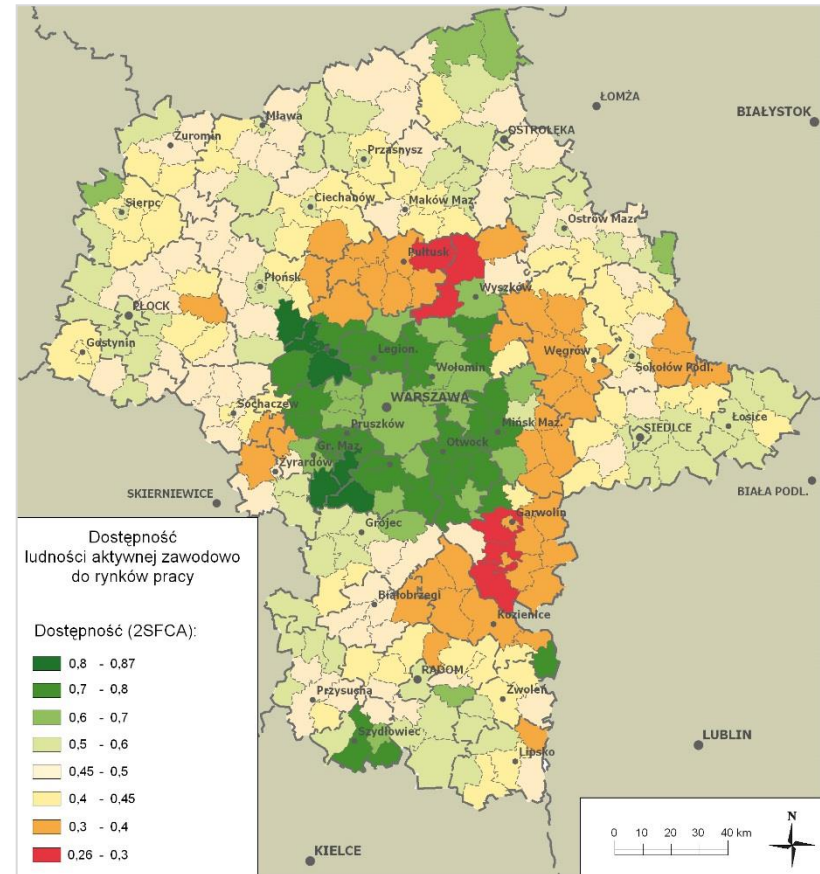 ŁOMŻA
BIAŁYSTOK
Mława
Żuromin
OSTROŁĘKA
Przasnysz
Sierpc
Ciechanów
Maków Maz.
Ostrów Maz.
Pułtusk
Płońsk
Wyszków
PŁOCK
Gostynin
Legion.
Węgrów
Sokołów Podl.
Wołomin
Sochaczew
WARSZAWA
Pruszków
Mińsk Maz.
Łosice
SIEDLCE
Gr. Maz.
Otwock
Żyrardów
SKIERNIEWICE
BIAŁA PODL.
Garwolin
Grójec
Białobrzegi
Kozienice
RADOM
Przysucha
Zwoleń
Szydłowiec
LUBLIN
Lipsko
KIELCE
Dostępność
ludności aktywnej zawodowo
do rynków pracy
Dostępność (2SFCA):
0,8 - 0,87
0,7 - 0,8
0,6 - 0,7
0,5 - 0,6
0,45 - 0,5
0,4 - 0,45
0,3 - 0,4
0,26 - 0,3
N
0 10 20 30 40 km